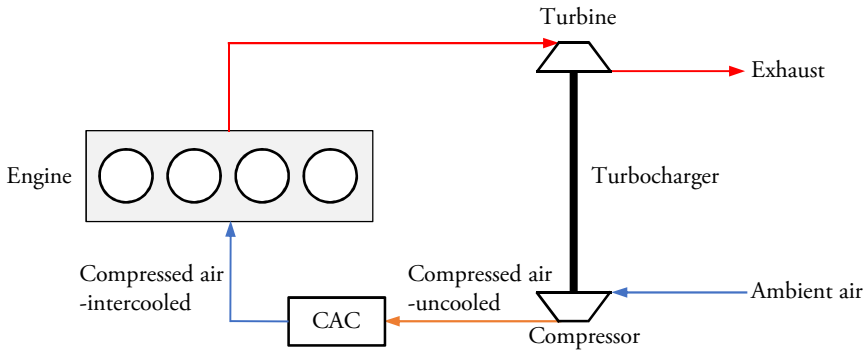 Turbine
Exhaust
Engine
Turbocharger
Compressed air
-intercooled
Compressed air
-uncooled
Ambient air
CAC
Compressor